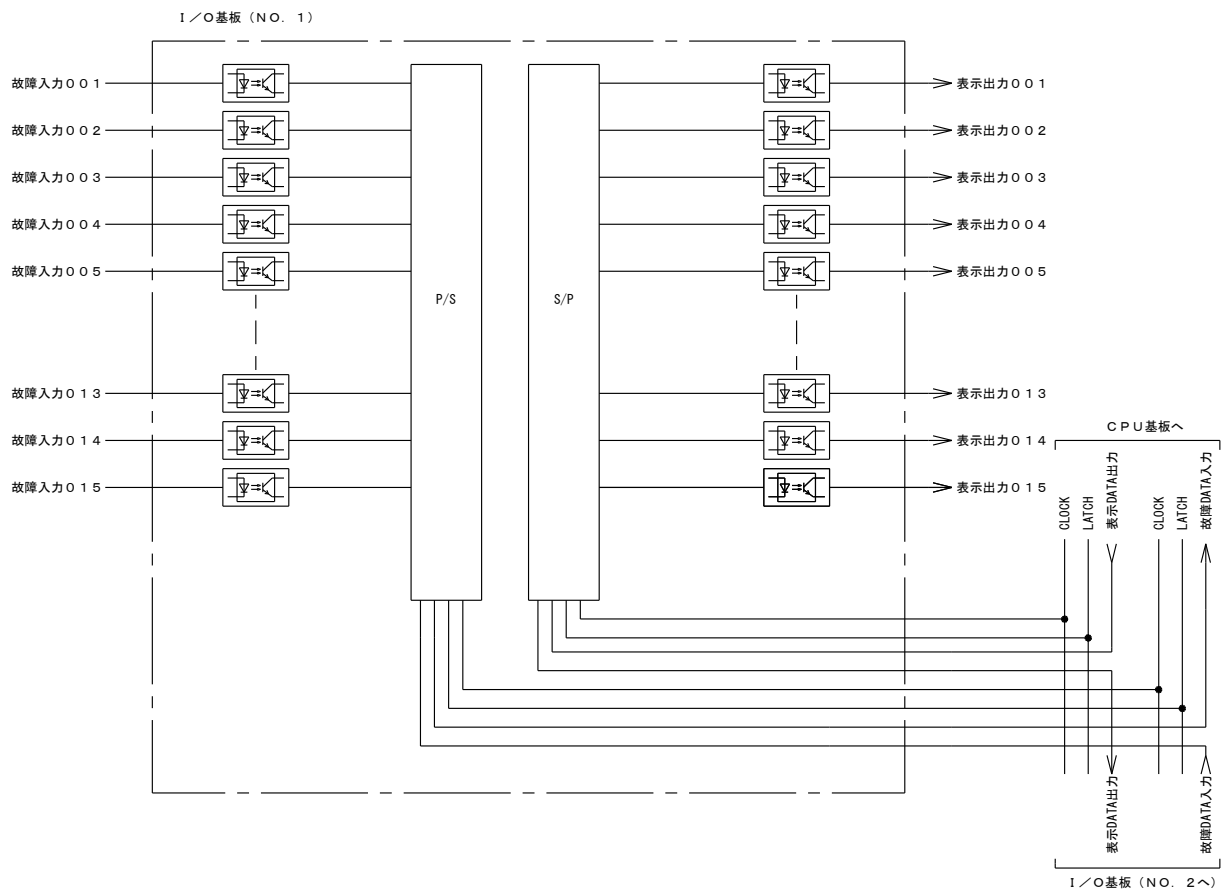 Ｉ／Ｏ基板（ＮＯ．１）
故障入力００１
故障入力００２
故障入力００３
故障入力００４
故障入力００５
故障入力０１３
故障入力０１４
故障入力０１５
P/S
S/P
表示出力００１
表示出力００２
表示出力００３
表示出力００４
表示出力００５
表示出力０１３
表示出力０１４
表示出力０１５
ＣＰＵ基板へ
CLOCK
LATCH
表示DATA出力
CLOCK
LATCH
故障DATA入力
表示DATA出力
故障DATA入力
Ｉ／Ｏ基板（ＮＯ．２へ）